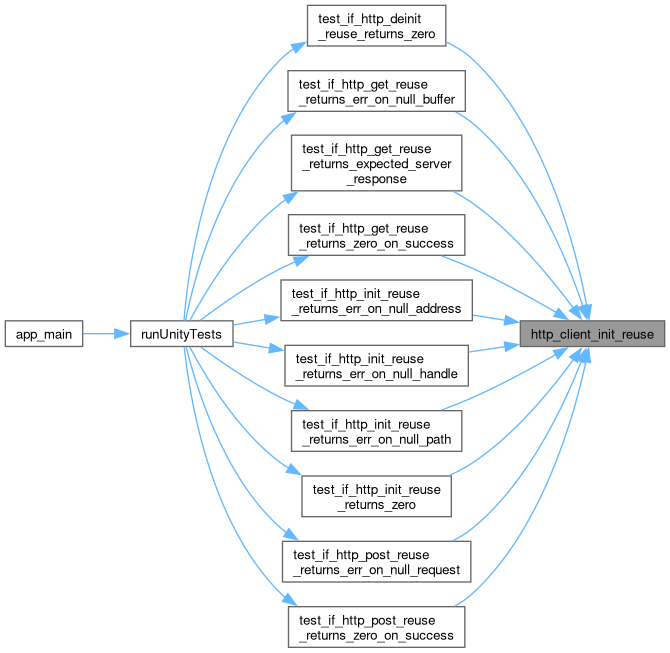 test_if_http_deinit
_reuse_returns_zero
test_if_http_get_reuse
_returns_err_on_null_buffer
test_if_http_get_reuse
_returns_expected_server
_response
test_if_http_get_reuse
_returns_zero_on_success
test_if_http_init_reuse
_returns_err_on_null_address
app_main
runUnityTests
http_client_init_reuse
test_if_http_init_reuse
_returns_err_on_null_handle
test_if_http_init_reuse
_returns_err_on_null_path
test_if_http_init_reuse
_returns_zero
test_if_http_post_reuse
_returns_err_on_null_request
test_if_http_post_reuse
_returns_zero_on_success